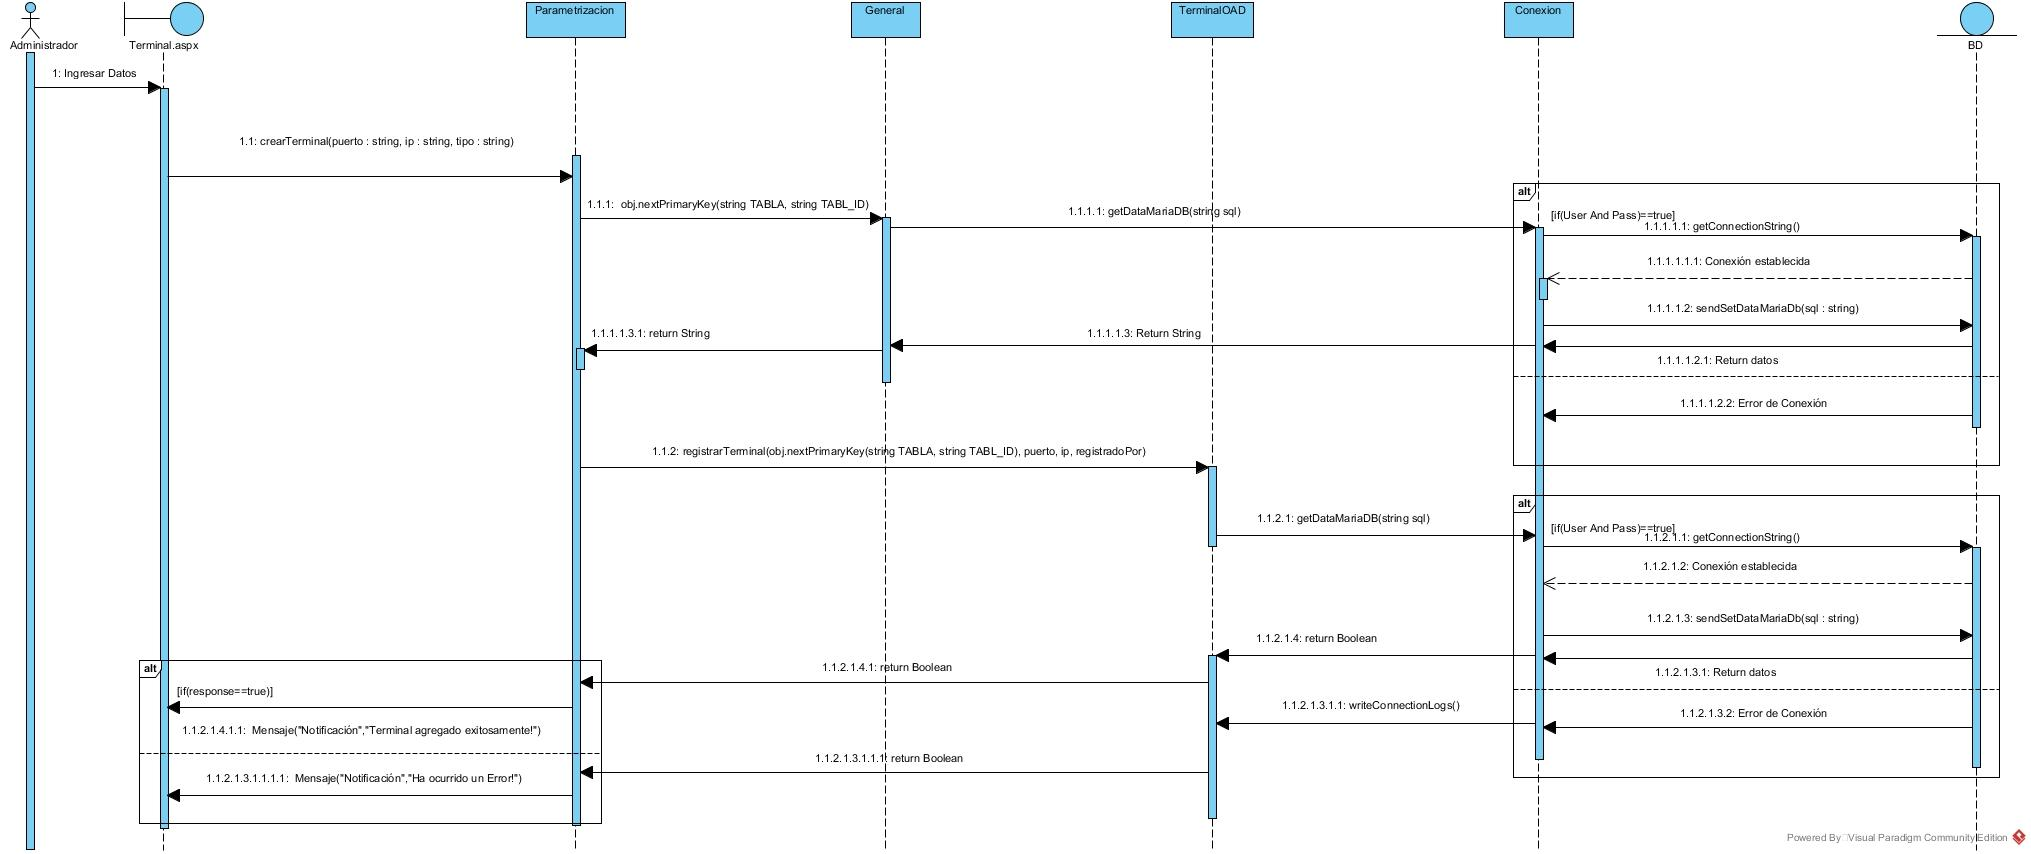 Administrador
Terminal.aspx
Parametrizacion
General
TerminalOAD
Conexion
BD
1: Ingresar Datos
1.1: crearTerminal(puerto : string, ip : string, tipo : string)
alt
1.1.1:  obj.nextPrimaryKey(string TABLA, string TABL_ID)
1.1.1.1: getDataMariaDB(string sql)
[if(User And Pass)==true]
1.1.1.1.1: getConnectionString()
1.1.1.1.1.1: Conexión establecida
1.1.1.1.2: sendSetDataMariaDb(sql : string)
1.1.1.1.3.1: return String
1.1.1.1.3: Return String
1.1.1.1.2.1: Return datos
1.1.1.1.2.2: Error de Conexión
1.1.2: registrarTerminal(obj.nextPrimaryKey(string TABLA, string TABL_ID), puerto, ip, registradoPor)
alt
1.1.2.1: getDataMariaDB(string sql)
[if(User And Pass)==true]
1.1.2.1.1: getConnectionString()
1.1.2.1.2: Conexión establecida
1.1.2.1.3: sendSetDataMariaDb(sql : string)
1.1.2.1.4: return Boolean
alt
1.1.2.1.4.1: return Boolean
1.1.2.1.3.1: Return datos
[if(response==true)]
1.1.2.1.3.1.1: writeConnectionLogs()
1.1.2.1.3.2: Error de Conexión
1.1.2.1.4.1.1:  Mensaje("Notificación","Terminal agregado exitosamente!")
1.1.2.1.3.1.1.1: return Boolean
1.1.2.1.3.1.1.1.1:  Mensaje("Notificación","Ha ocurrido un Error!")
Powered By Visual Paradigm Community Edition